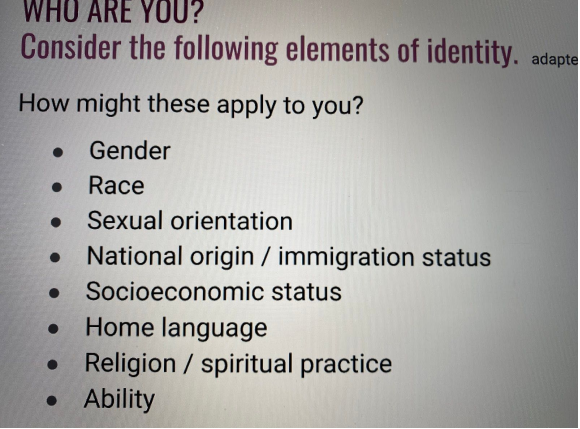 WHO ARE YOU?
Consider the following elements of identity. adapte
How might these apply to you?
• Gender
• Race
• Sexual orientation
• National origin / immigration status
• Socioeconomic status
• Home language
• Religion / spiritual practice
• Ability